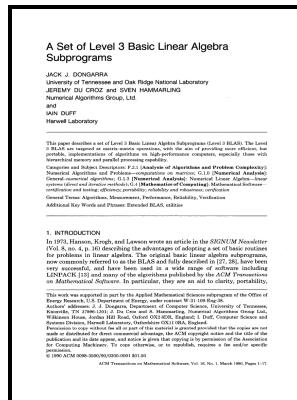 A Set of Level 3 Basic Linear Algebra
Subprograms
JACK J. DONGARRA
University of Tennessee and Oak Ridge National Laboratory
JEREMY DU CROZ and SVEN HAMMARLING
Numerical Algorithms Group, Ltd.
and
IAIN DUFF
Harwell Laboratory
This paper describes a set of Level 3 Basic Linear Algebra Subprograms (Level 3 BLAS). The Level
3 BLAS are targeted at matrix-matrix operations, with the aim of providing more efficient, but
portable, implementations of algorithms on high-performance computers, especially those with
hierarchical memory and parallel processing capability.
Categories and Subject Descriptors: F.2.1 [Analysis of Algorithms and Problem Complexity]:
Numerical Algorithms and Problems—computations on matrices; G.1.0 [Numerical Analysis]:
General—numerical algorithms; G.1.3 [Numerical Analysis]: Numerical Linear Algebra—linear
systems (direct and iterative methods); G.4 [Mathematics of Computing]: Mathematical Software—
certification and testing; efficiency; portability; reliability and robustness; verification
General Terms: Algorithms, Measurement, Performance, Reliability, Verification
Additional Key Words and Phrases: Extended BLAS, utilities
1. INTRODUCTION
In 1973, Hanson, Krogh, and Lawson wrote an article in the SIGNUM Newsletter
(Vol. 8, no. 4, p. 16) describing the advantages of adopting a set of basic routines
for problems in linear algebra. The original basic linear algebra subprograms,
now commonly referred to as the BLAS and fully described in [27, 28], have been
very successful, and have been used in a wide range of software including
LINPACK [13] and many of the algorithms published by the ACM Transactions
on Mathematical Software. In particular, they are an aid to clarity, portability,
This work was supported in part by the Applied Mathematical Sciences subprogram of the Office of
Energy Research, U.S. Department of Energy, under contract W-31-109-Eng-38.
Authors' addresses: J. Dongarra, Department of Computer Science, University of Tennessee,
Knoxville, TN 37996-1301; J. Du Croz and S. Hammarling, Numerical Algorithms Group Ltd.,
Wilkinson House, Jordan Hill Road, Oxford OX2 8DR, England; I. Duff, Computer Science and
Systems Division, Harwell Laboratory, Oxfordshire OX11 0RA, England.
Permission to copy without fee all or part of this material is granted provided that the copies are not
made or distributed for direct commercial advantage, the ACM copyright notice and the title of the
publication and its date appear, and notice is given that copying is by permission of the Association
for Computing Machinery. To copy otherwise, or to republish, requires a fee and/or specific
permission.
© 1990 ACM 0098-3500/90/0300-0001 $01.50
ACM Transactions on Mathematical Software, Vol. 16, No. 1, March 1990, Pages 1-17.